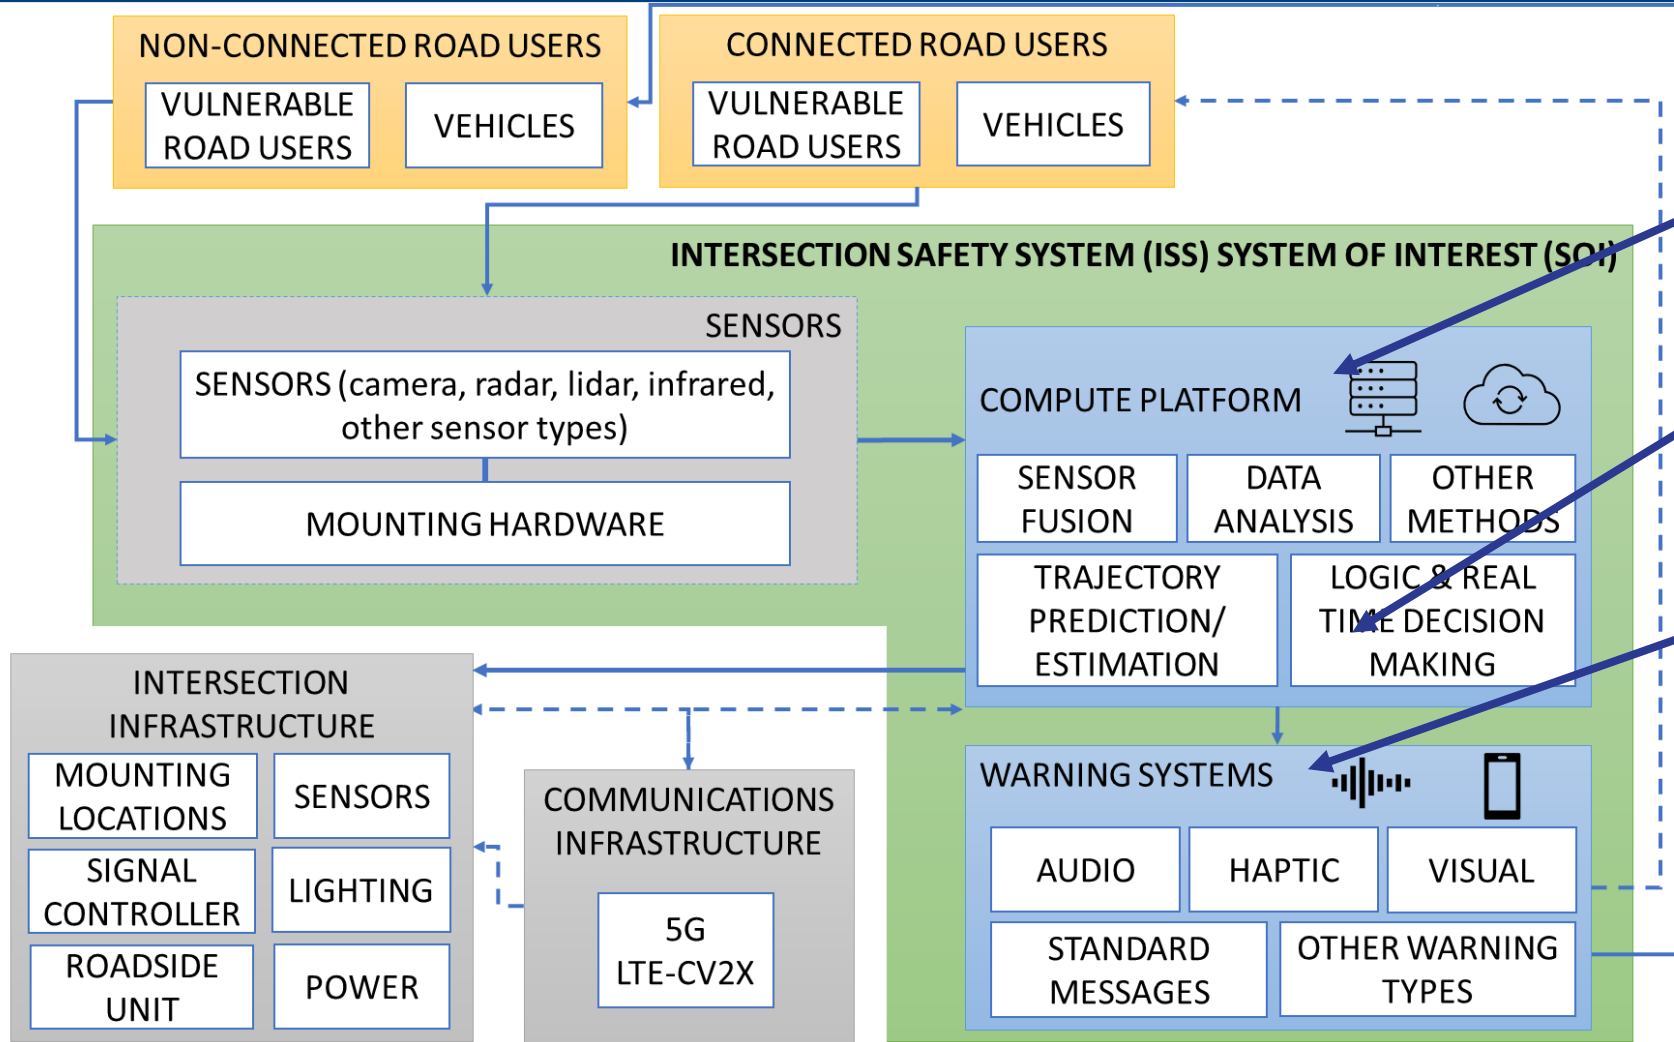 NON-CONNECTED ROAD USERS
VULNERABLE
ROAD USERS
VEHICLES
CONNECTED ROAD USERS
VULNERABLE
ROAD USERS
VEHICLES
INTERSECTION SAFETY SYSTEM (ISS) SYSTEM OF INTEREST (SOI)
SENSORS
SENSORS (camera, radar, lidar, infrared,
other sensor types)
MOUNTING HARDWARE
COMPUTE PLATFORM
SENSOR
FUSION
DATA
ANALYSIS
OTHER
METHODS
TRAJECTORY
PREDICTION/
ESTIMATION
LOGIC & REAL
TIME DECISION
MAKING
INTERSECTION
INFRASTRUCTURE
MOUNTING
LOCATIONS
SENSORS
SIGNAL
CONTROLLER
LIGHTING
ROADSIDE
UNIT
POWER
COMMUNICATIONS
INFRASTRUCTURE
5G
LTE-CV2X
WARNING SYSTEMS
AUDIO
HAPTIC
VISUAL
STANDARD
MESSAGES
OTHER WARNING
TYPES